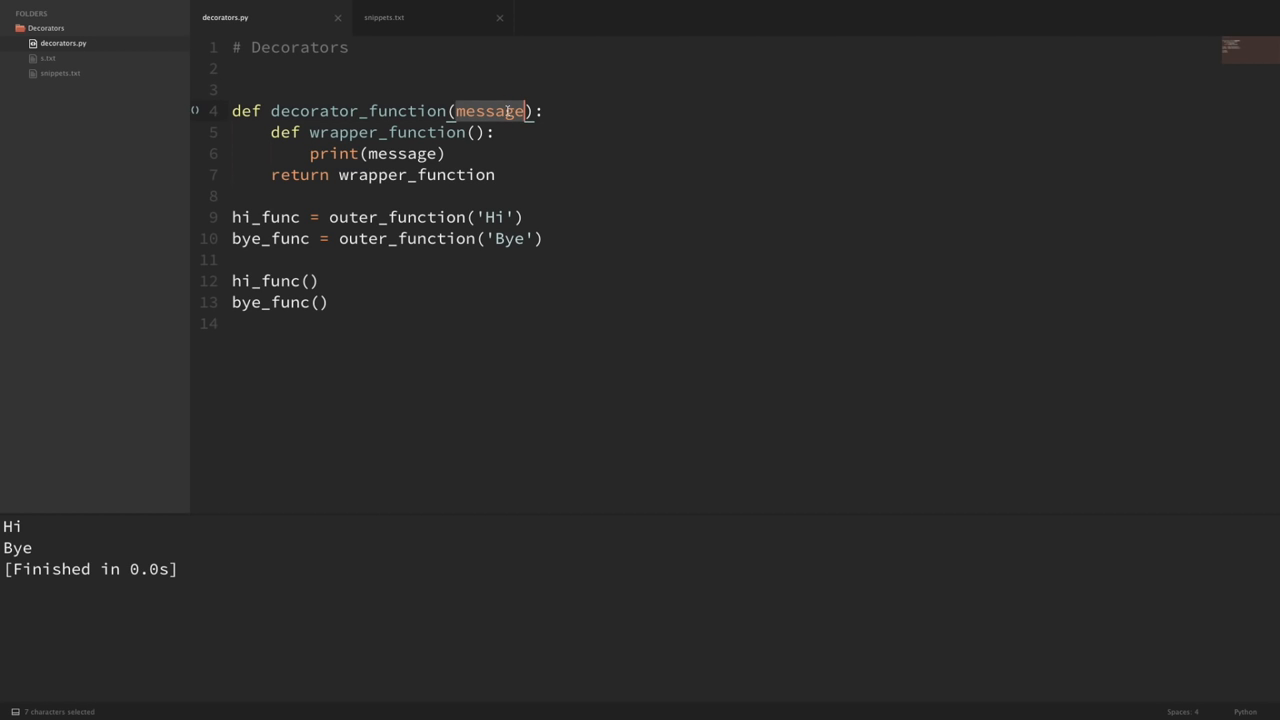 FOLDERS
Decorators
decorators.py
s.txt
snippets.txt
decorators.py
snippets.txt
1 # Decorators
2
3
4 def decorator_function(message):
5 def wrapper_function():
6 print(message)
7 return wrapper_function
8
9 hi_func = outer_function('Hi')
10 bye_func = outer_function('Bye')
11
12 hi_func()
13 bye_func()
14
Hi
Bye
[Finished in 0.0s]
7 characters selected
Spaces: 4
Python